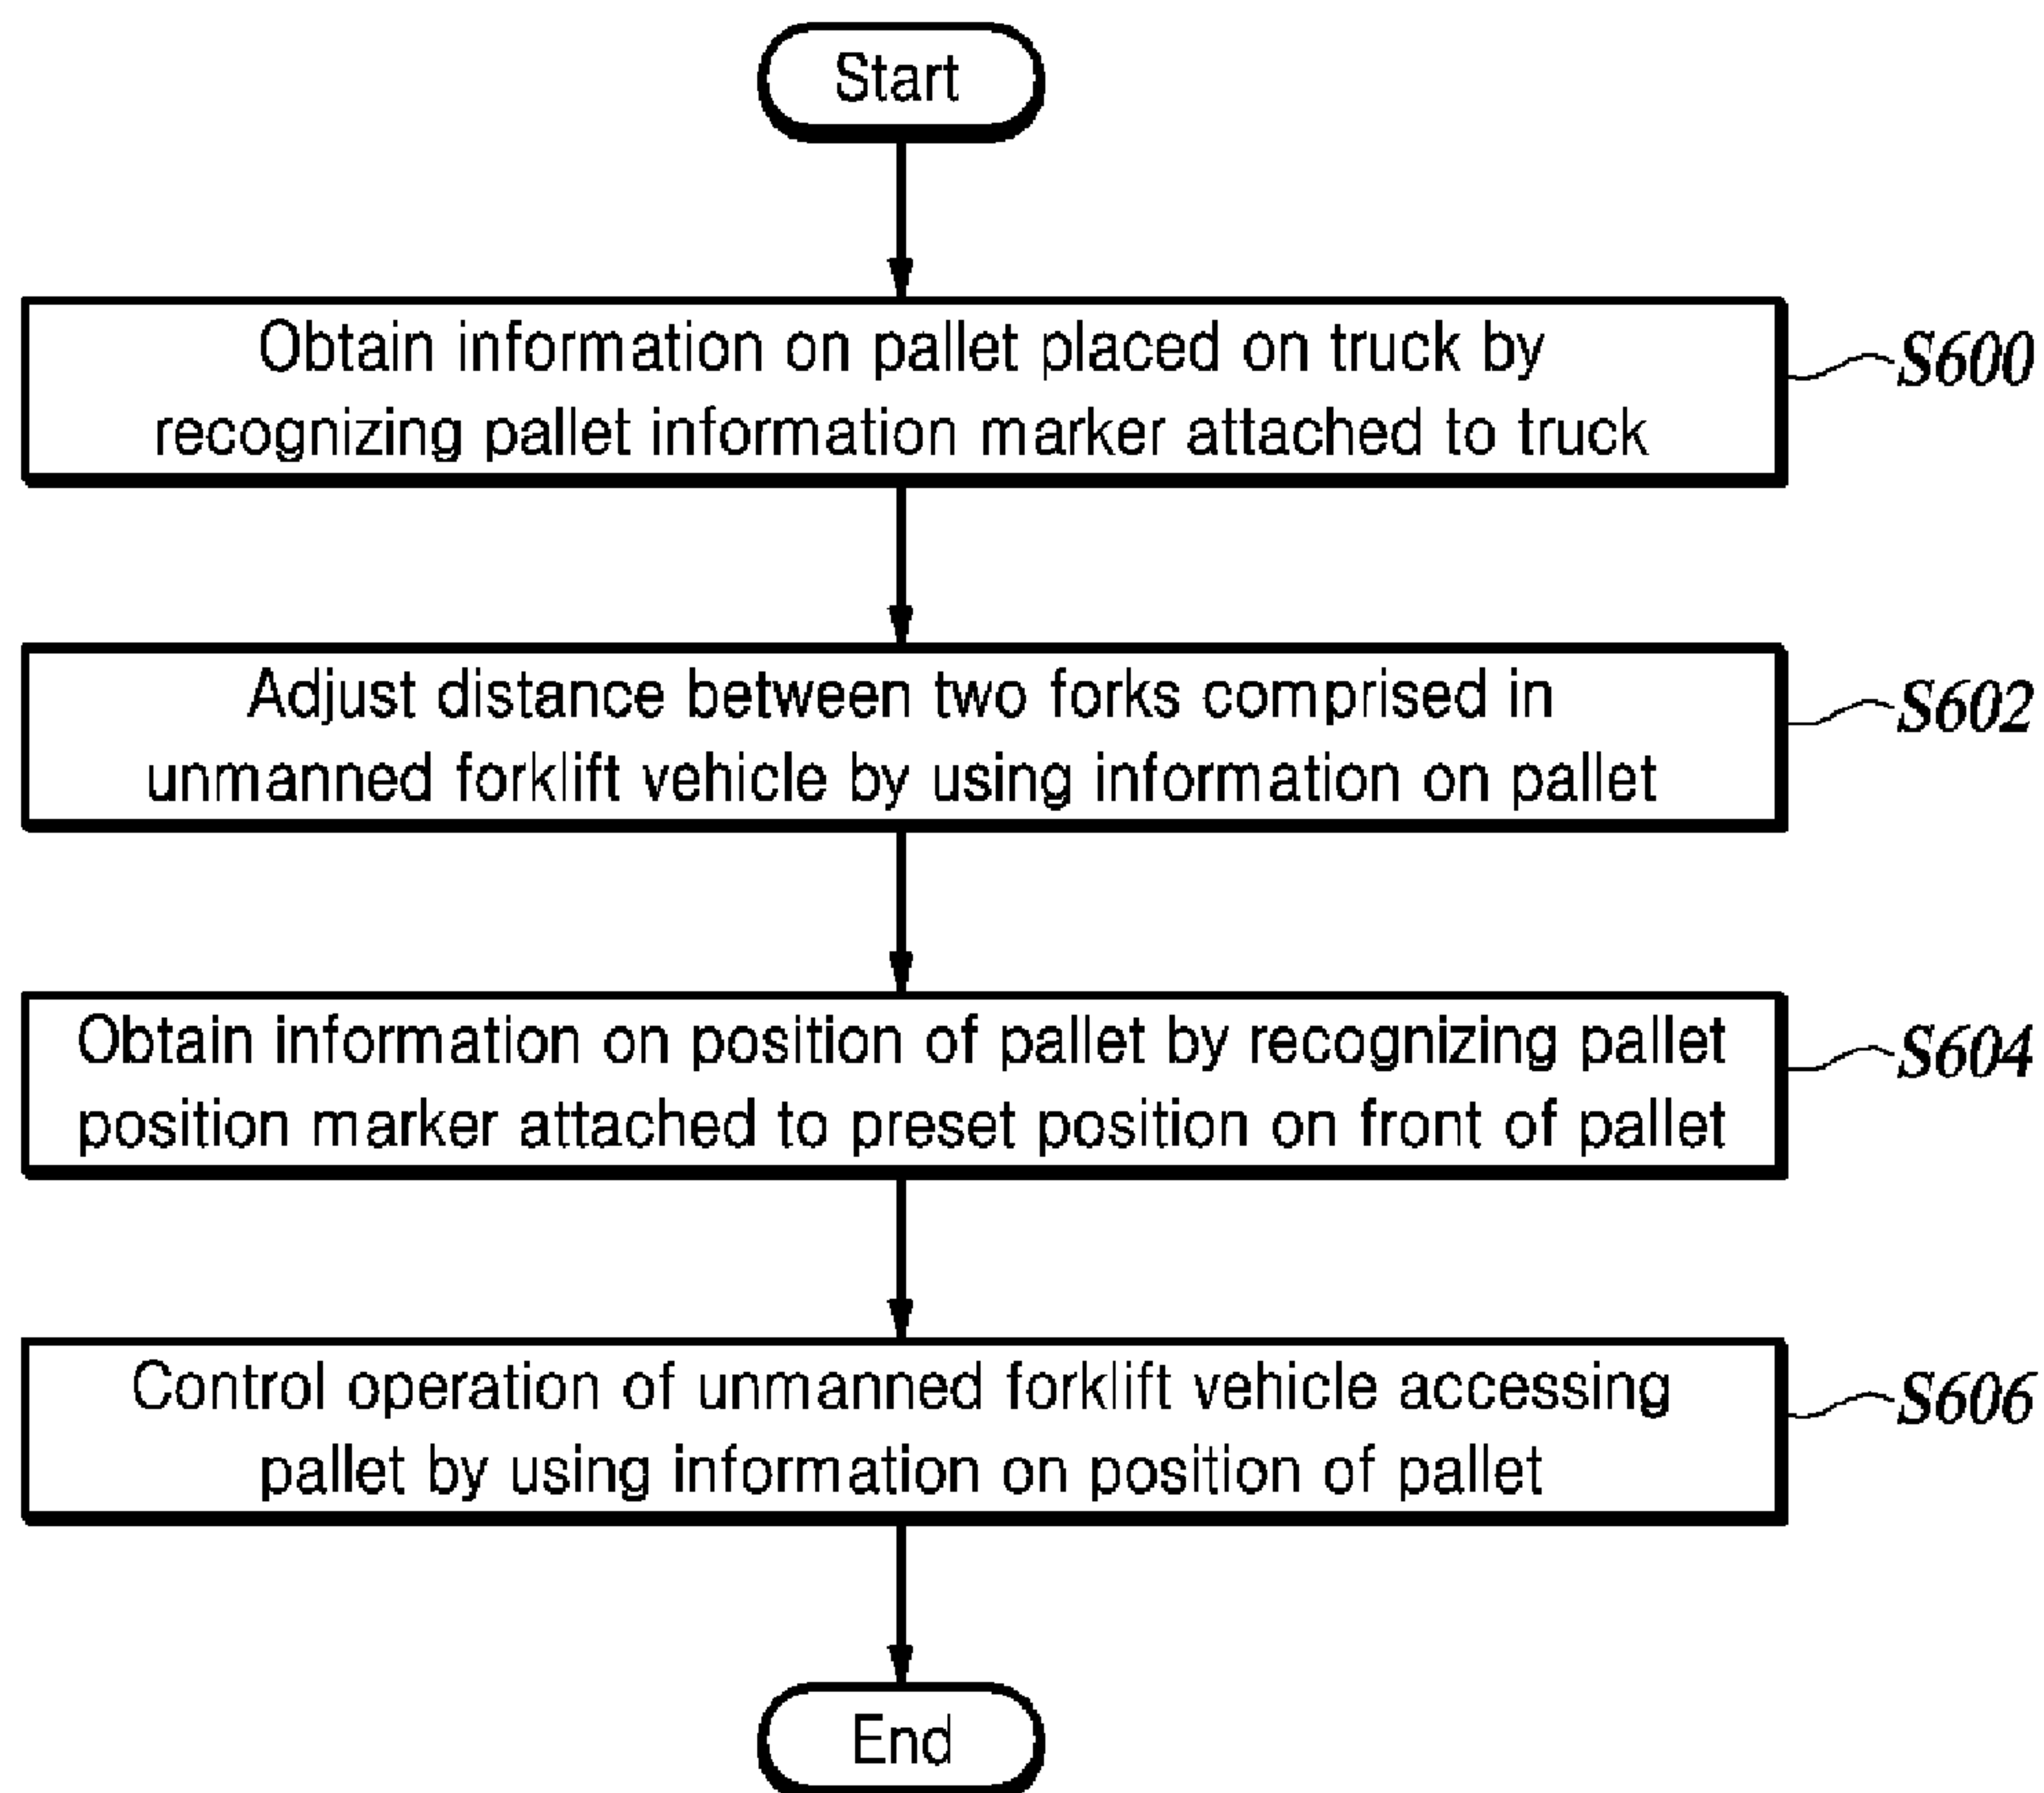 Start
Obtain information on pallet placed on truck by
recognizing pallet information marker attached to truck
S600
Adjust distance between two forks comprised in
unmanned forklift vehicle by using information on pallet
S602
Obtain information on position of pallet by recognizing pallet
position marker attached to preset position on front of pallet
S604
Control operation of unmanned forklift vehicle accessing
pallet by using information on position of pallet
S606
End